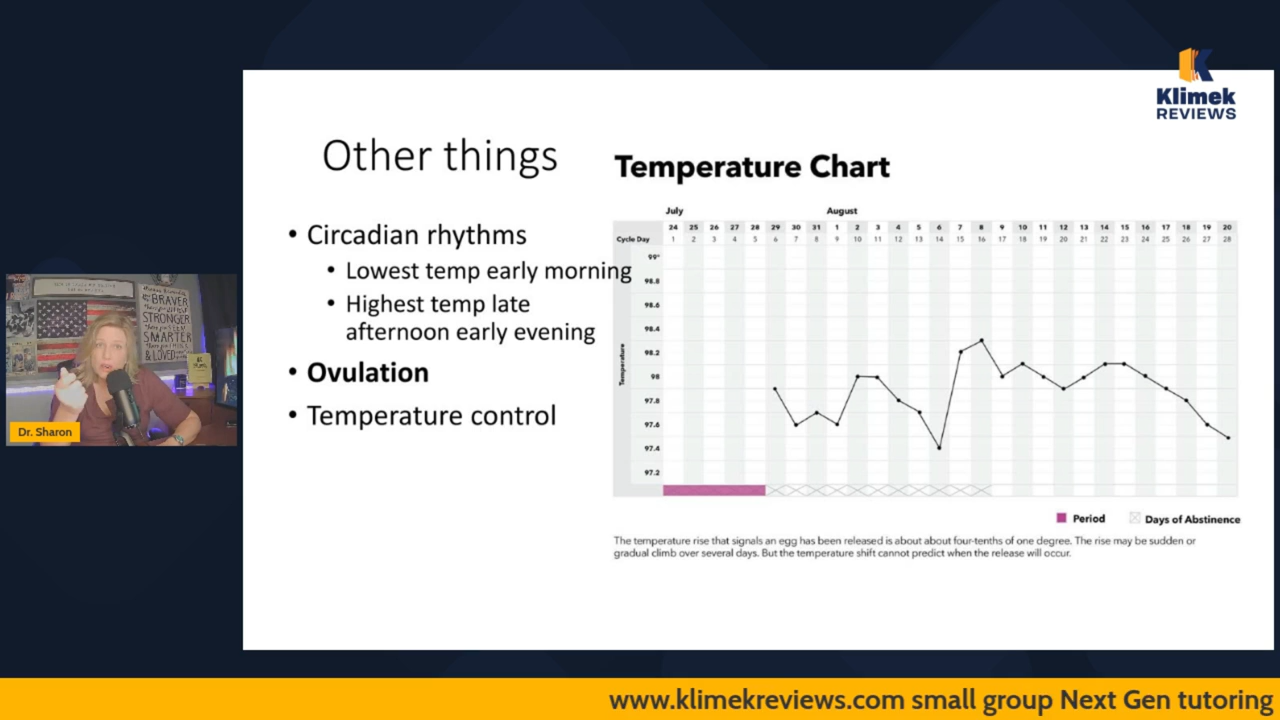 Klimek
REVIEWS
Other things
• Circadian rhythms
• Lowest temp early morning
• Highest temp late
afternoon early evening
• Ovulation
• Temperature control
Temperature Chart
July August
24 25 26 27 28 29 30 31 1 2 3 4 5 6 7 8 9 10 11 12 13 14 15 16 17 18 19 20
Cycle Day 1 2 3 4 5 6 7 8 9 10 11 12 13 14 15 16 17 18 19 20 21 22 23 24 25 26 27 28
99°
98.8
98.6
98.4
98.2
98
97.8
97.6
97.4
97.2
Temperature
Period Days of Abstinence
The temperature rise that signals an egg has been released is about about four-tenths of one degree. The rise may be sudden or
gradual climb over several days. But the temperature shift cannot predict when the release will occur.
BRAVER
STRONGER
SMARTER
& LOVED
Dr. Sharon
www.klimekreviews.com small group Next Gen tutoring